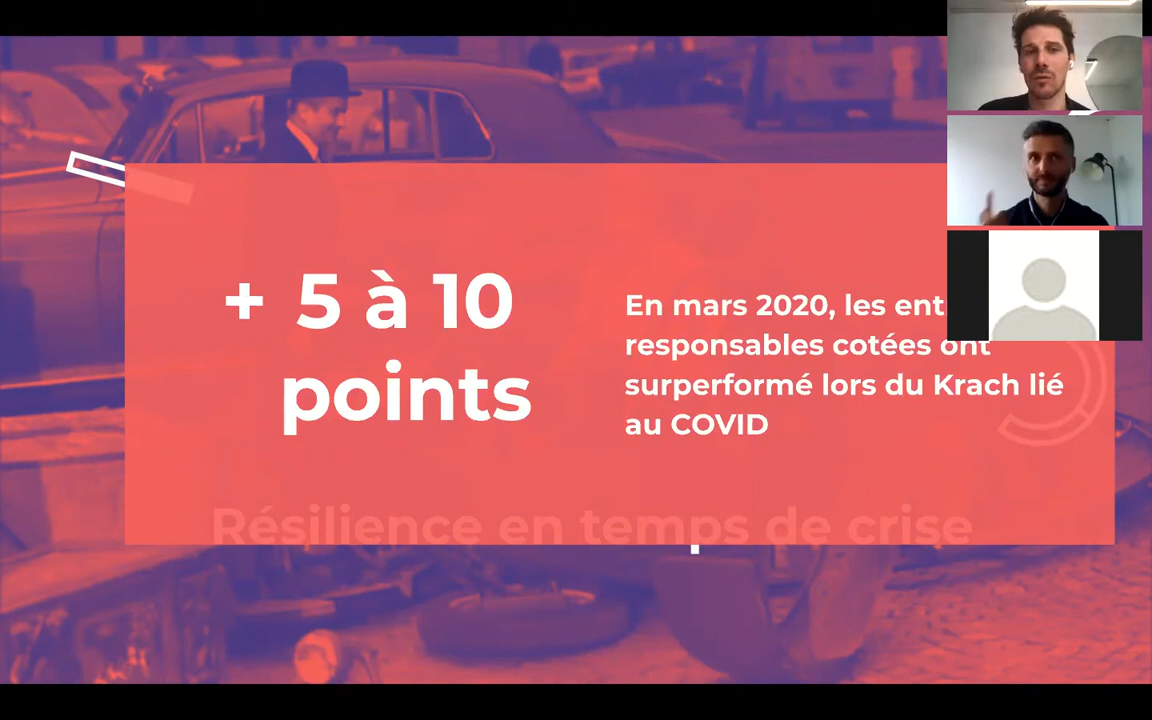 + 5 à 10
points
En mars 2020, les
responsables cotées ont
surperformé lors du Krach lié
au COVID
Résilience en temps de crise